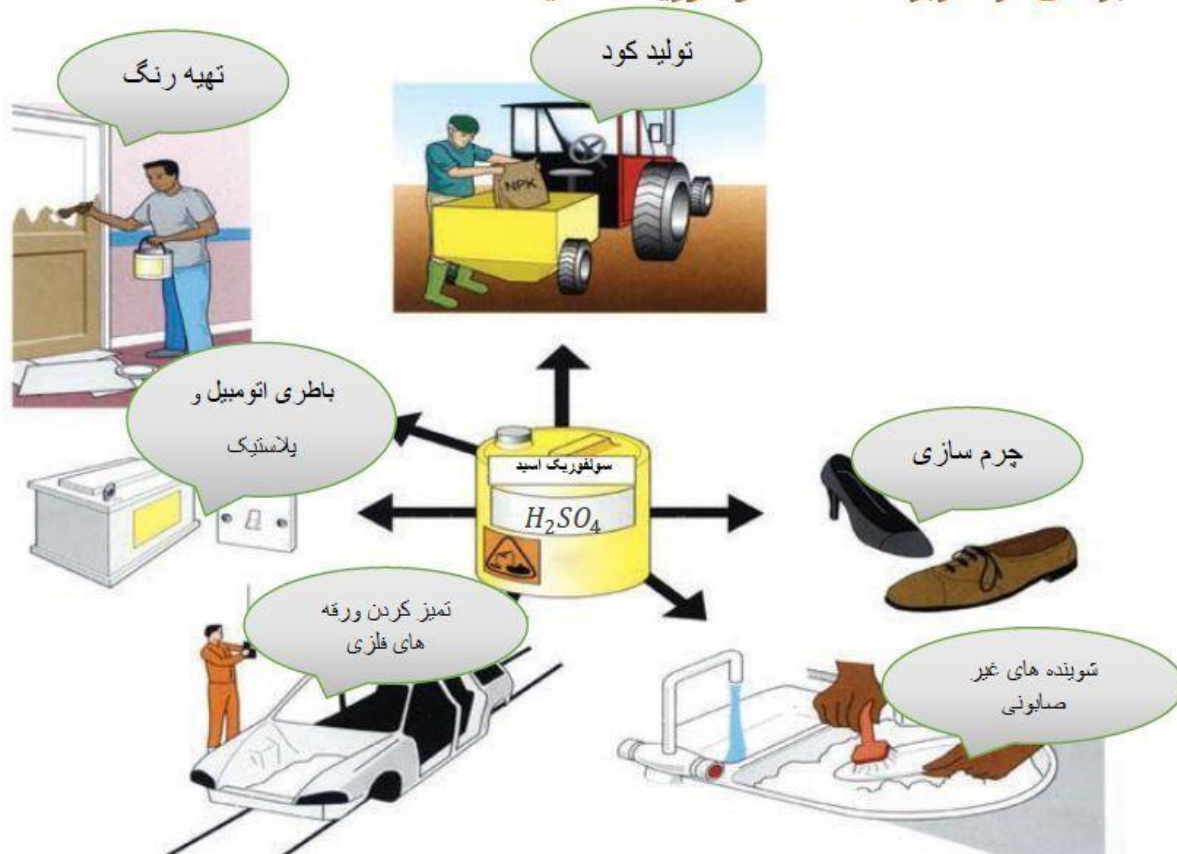 تهیه رنگ
تولید کود
NPK
باطری اتومبیل و
پلاستیک
سولفوریک اسید
H₂SO₄
چرم سازی
تمیز کردن ورقه
های فلزی
شوینده های غیر
صابونی